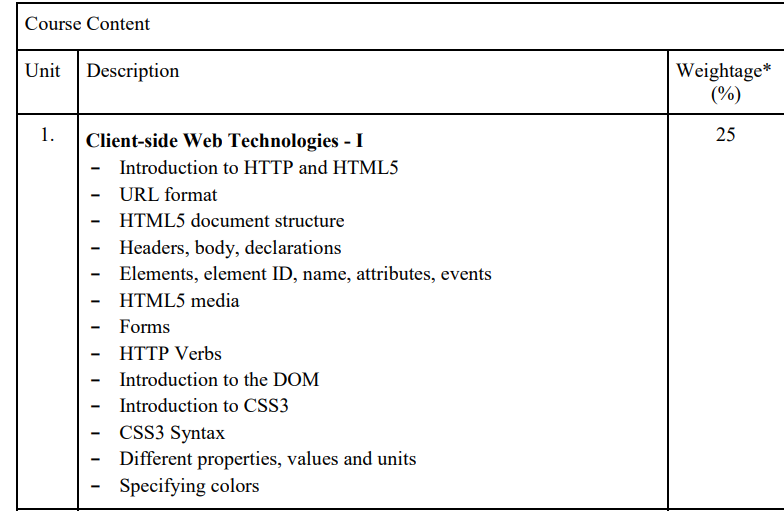 Course Content
Unit Description Weightage*
(%)
1. Client-side Web Technologies - I 25
− Introduction to HTTP and HTML5
− URL format
− HTML5 document structure
− Headers, body, declarations
− Elements, element ID, name, attributes, events
− HTML5 media
− Forms
− HTTP Verbs
− Introduction to the DOM
− Introduction to CSS3
− CSS3 Syntax
− Different properties, values and units
− Specifying colors